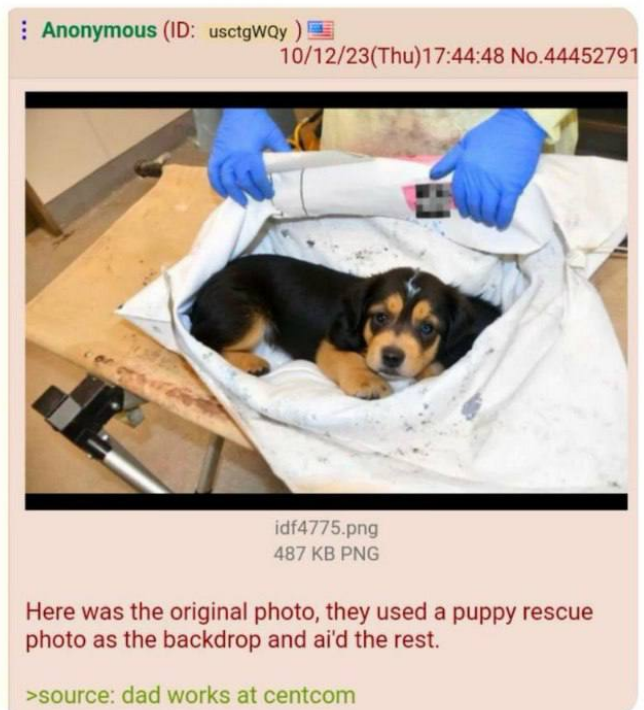 Anonymous (ID: usctgWQy )
10/12/23(Thu)17:44:48 No.44452791
idf4775.png
487 KB PNG
Here was the original photo, they used a puppy rescue
photo as the backdrop and ai'd the rest.
>source: dad works at centcom